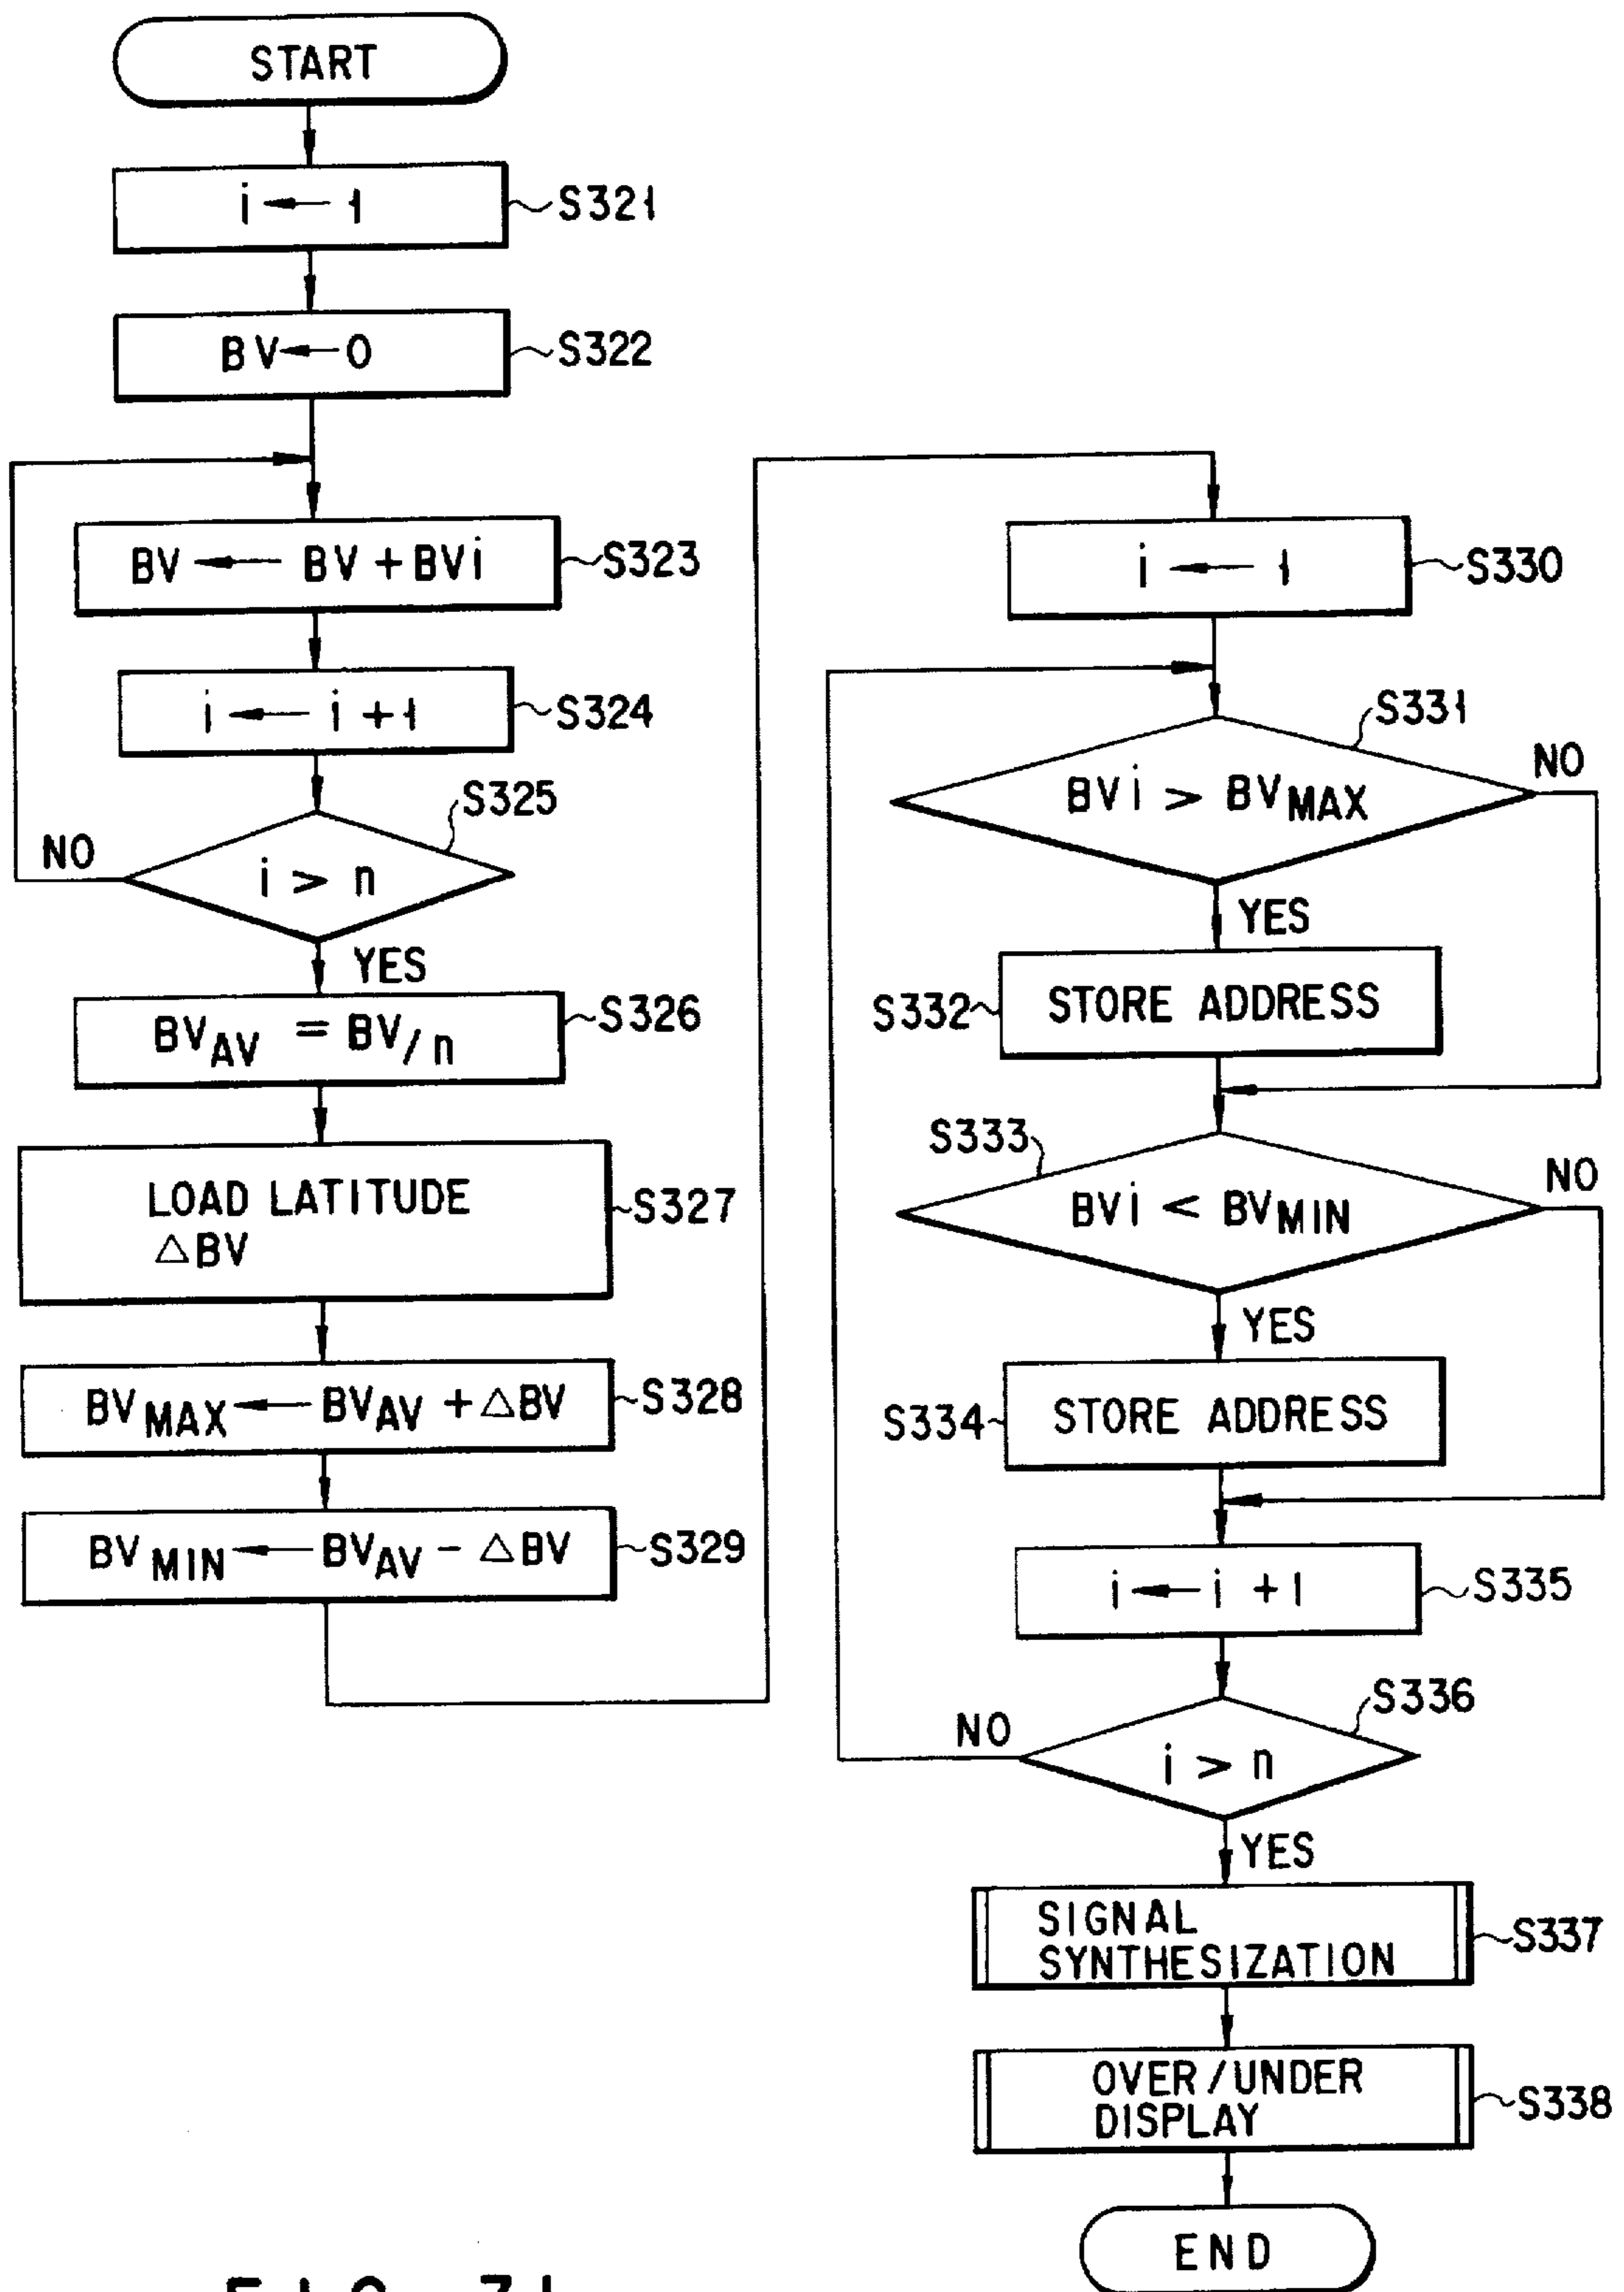 START
i ← 1
S321
BV ← 0
S322
BV ← BV + BVi
S323
i ← i + 1
S324
S325
NO
i > n
YES
BVAV = BV/n
S326
LOAD LATITUDE
△BV
S327
BVMAX ← BVAV + △BV
S328
BVMIN ← BVAV - △BV
S329
i ← 1
S330
S331
NO
BVi > BVMAX
YES
S332
STORE ADDRESS
S333
NO
BVi < BVMIN
YES
S334
STORE ADDRESS
i ← i + 1
S335
S336
NO
i > n
YES
SIGNAL
SYNTHESIZATION
S337
OVER/UNDER
DISPLAY
S338
END